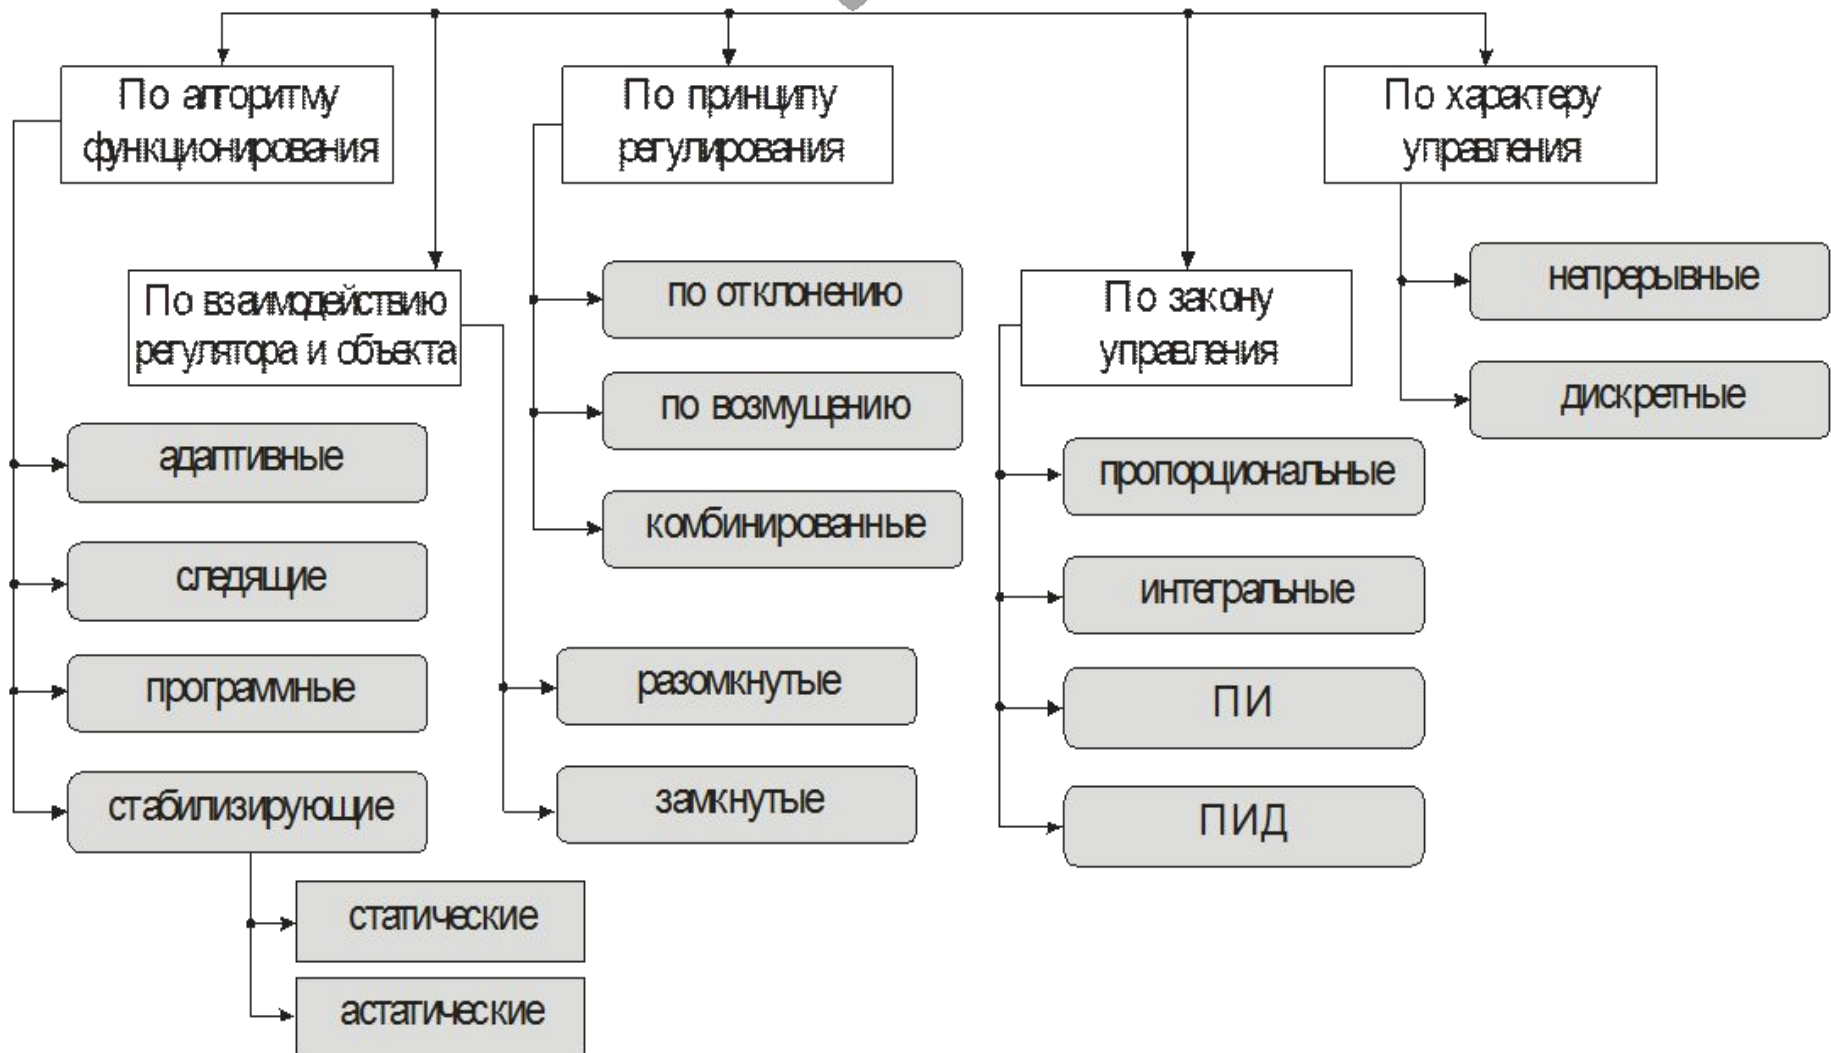 По алгоритму
функционирования
По принципу
регулирования
По характеру
управления
По взаимодействию
регулятора и объекта
по отклонению
по возмущению
комбинированные
По закону
управления
непрерывные
дискретные
адаптивные
следящие
программные
стабилизирующие
статические
астатические
разомкнутые
замкнутые
пропорциональные
интегральные
ПИ
ПИД